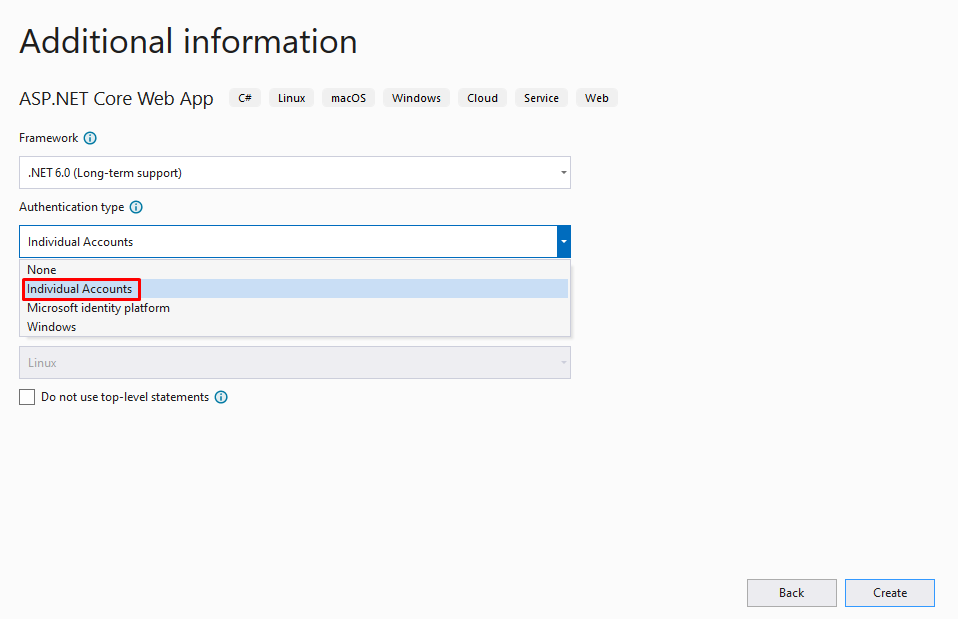 Additional information
ASP.NET Core Web App C# Linux macOS Windows Cloud Service Web
Framework
.NET 6.0 (Long-term support)
Authentication type
Individual Accounts
None
Individual Accounts
Microsoft identity platform
Windows
Linux
Do not use top-level statements
Back Create